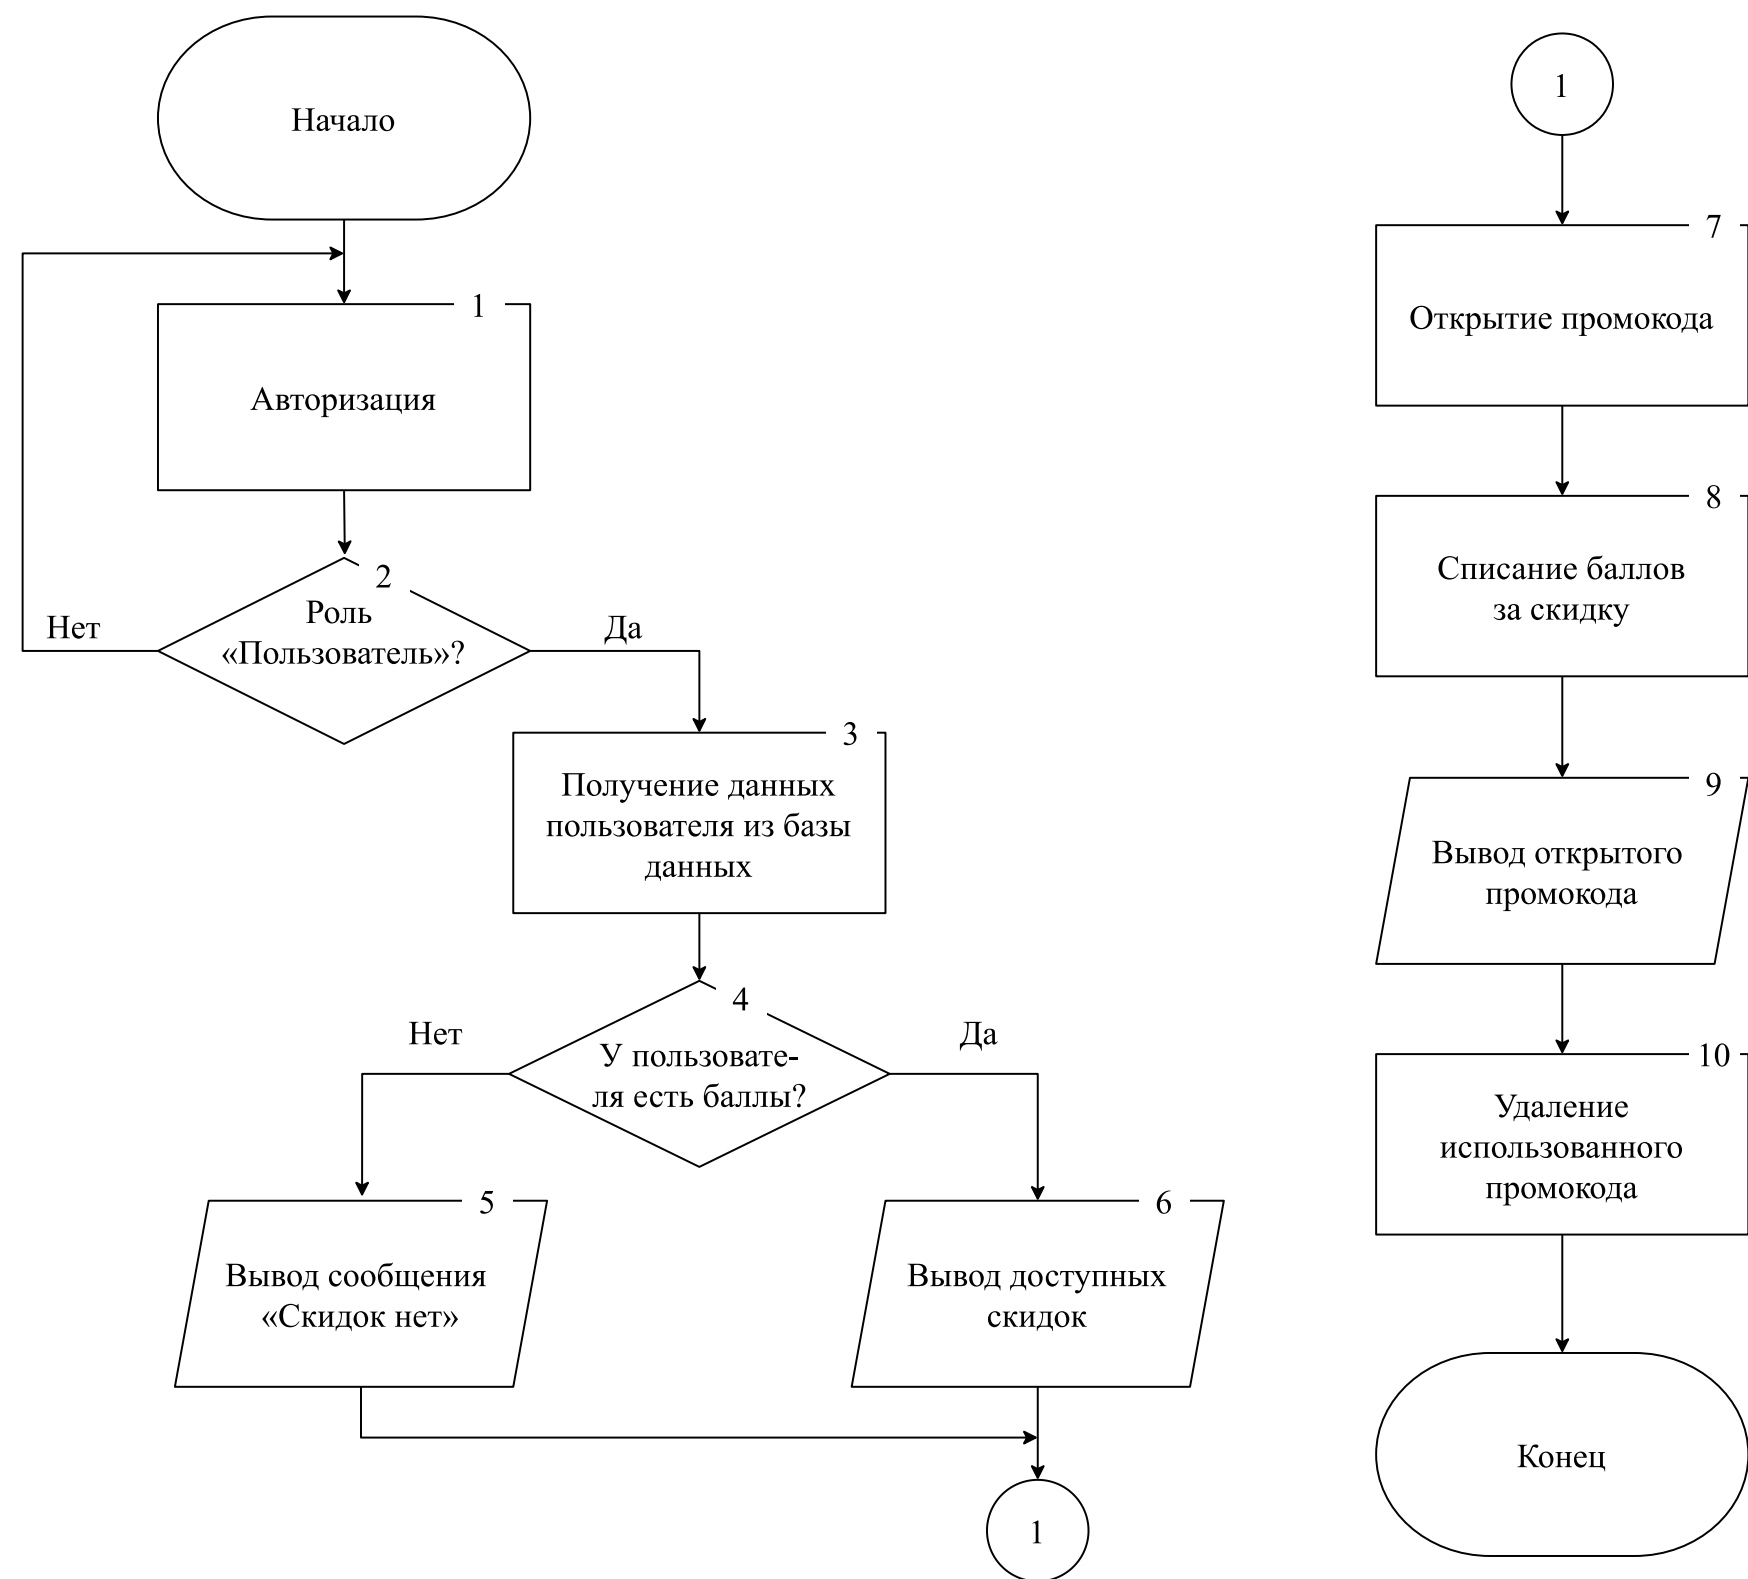 Начало
1
Авторизация
2
Роль
«Пользователь»?
Нет
Да
3
Получение данных
пользователя из базы
данных
4
У пользовате-
ля есть баллы?
Нет
Да
5
Вывод сообщения
«Скидок нет»
6
Вывод доступных
скидок
1
1
7
Открытие промокода
8
Списание баллов
за скидку
9
Вывод открытого
промокода
10
Удаление
использованного
промокода
Конец